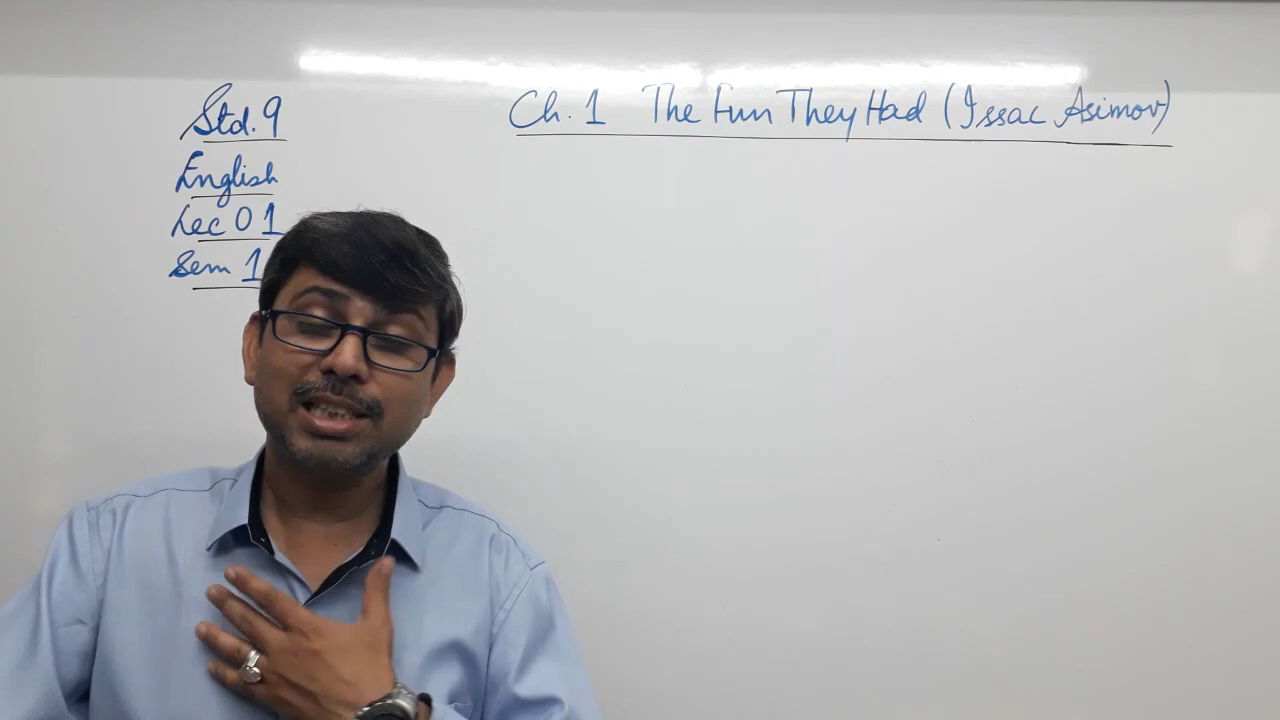 Std. 9
English
Lec 01
Sem 1
Ch. 1 The Fun They Had (Issac Asimov)